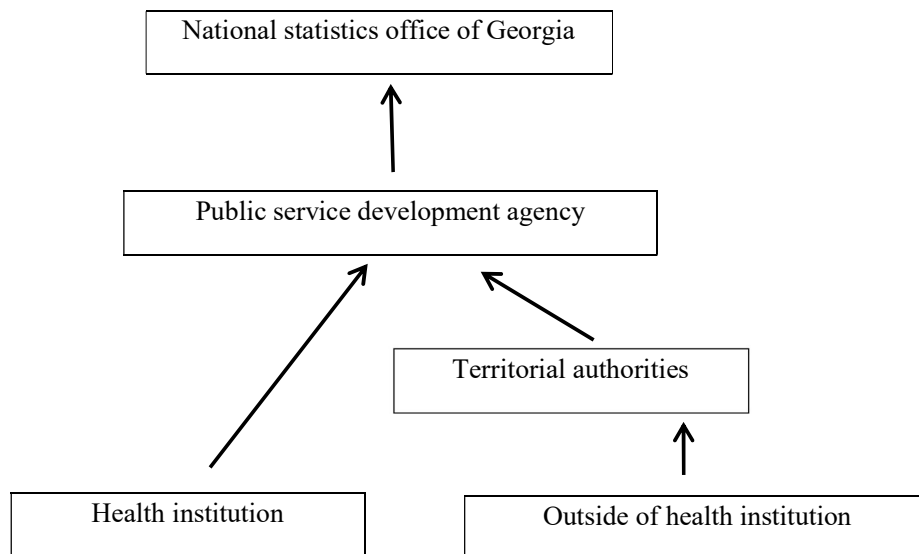 National statistics office of Georgia
Public service development agency
Territorial authorities
Health institution
Outside of health institution